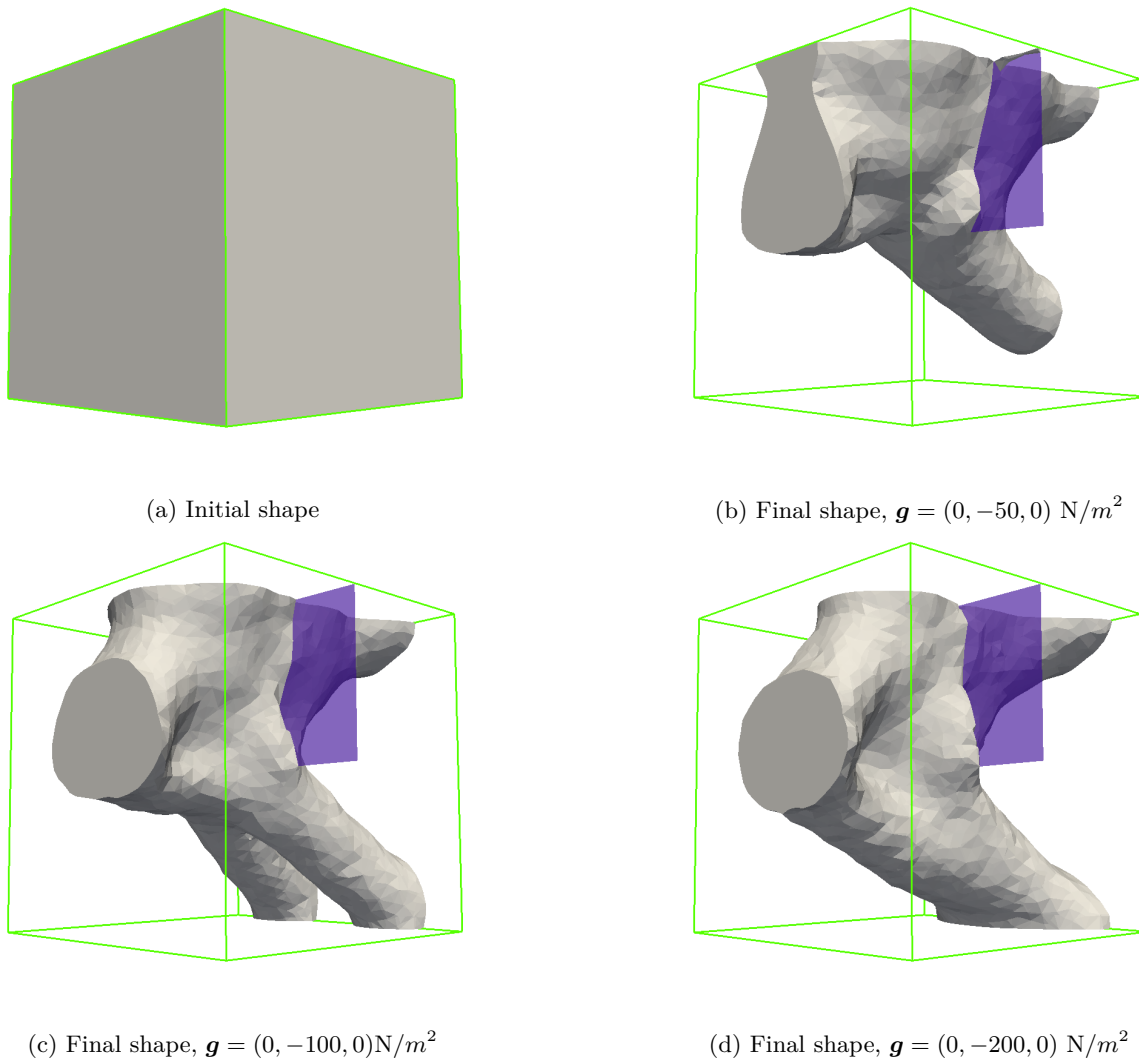 (a) Initial shape
(b) Final shape, g = (0, −50, 0) N/m²
(c) Final shape, g = (0, −100, 0)N/m²
(d) Final shape, g = (0, −200, 0) N/m²